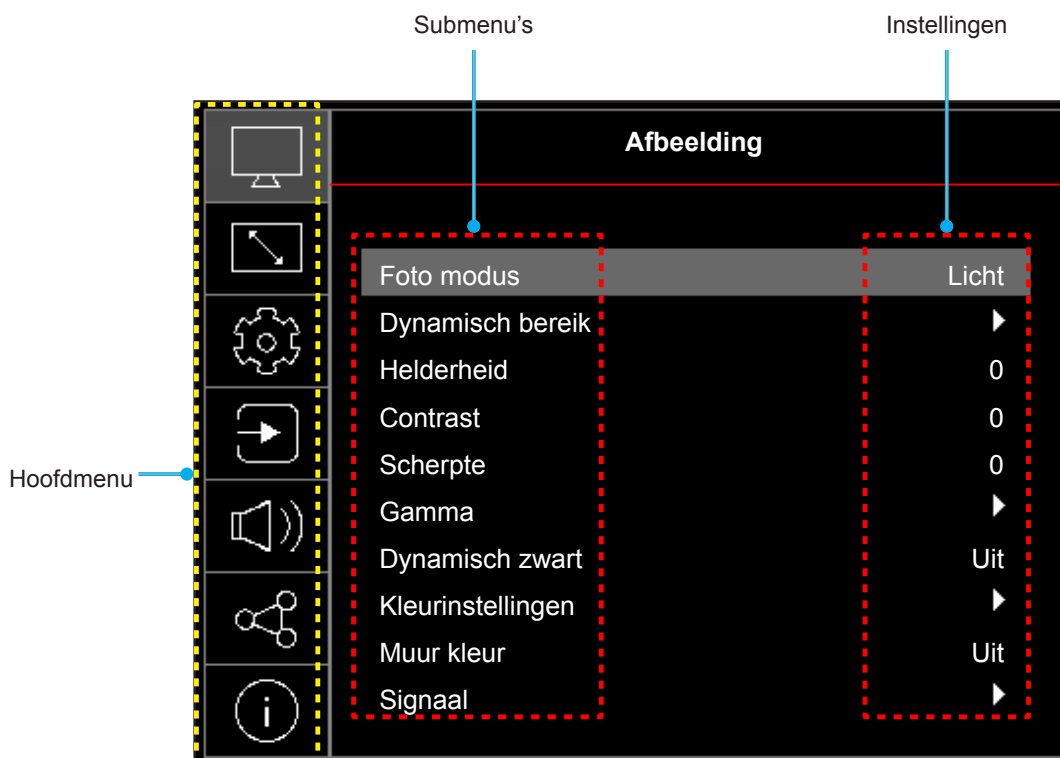 Submenu's
Instellingen
Afbeelding
Foto modus Licht
Dynamisch bereik
Helderheid 0
Contrast 0
Scherpte 0
Gamma
Dynamisch zwart Uit
Kleurinstellingen
Muur kleur Uit
Signaal
Hoofdmenu
i